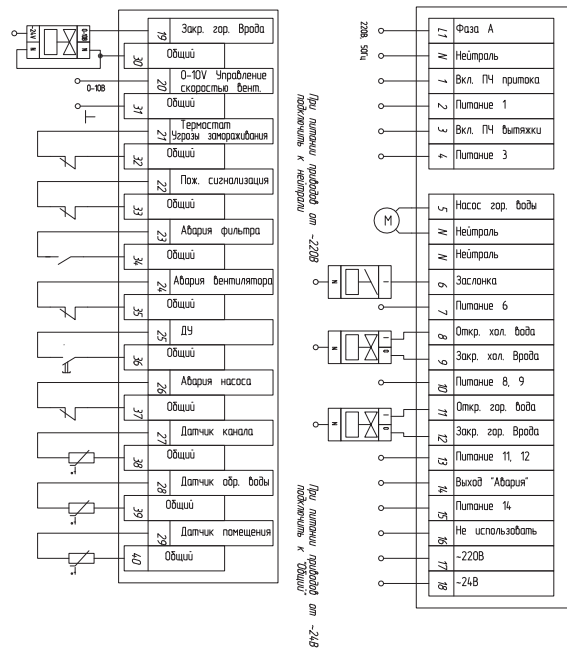 ~24V
0-10В
N
N
19 Закр. гор. Врода
30 Общий
20 0-10V Управление
скоростью вент.
0-10В
31 Общий
21 Термостат
Угрозы замораживания
32 Общий
22 Пож. сигнализация
33 Общий
23 Авария фильтра
34 Общий
24 Авария вентилятора
35 Общий
25 ДУ
36 Общий
26 Авария насоса
37 Общий
27 Датчик канала
38 Общий
28 Датчик обр. воды
39 Общий
29 Датчик помещения
40 Общий
При питании приводов от ~220В
подключить к нейтрали
При питании приводов от ~24В
подключить к "Общий"
220В, 50Гц
L1 Фаза А
N Нейтраль
1 Вкл. ПЧ притока
2 Питание 1
3 Вкл. ПЧ вытяжки
4 Питание 3
M
5 Насос гор. воды
N Нейтраль
N Нейтраль
N
I
6 Заслонка
7 Питание 6
N
I
0
8 Откр. хол. вода
9 Закр. хол. Врода
10 Питание 8, 9
N
I
0
11 Откр. гор. вода
12 Закр. гор. Врода
13 Питание 11, 12
14 Выход "Авария"
15 Питание 14
16 Не использовать
17 ~220В
18 ~24В